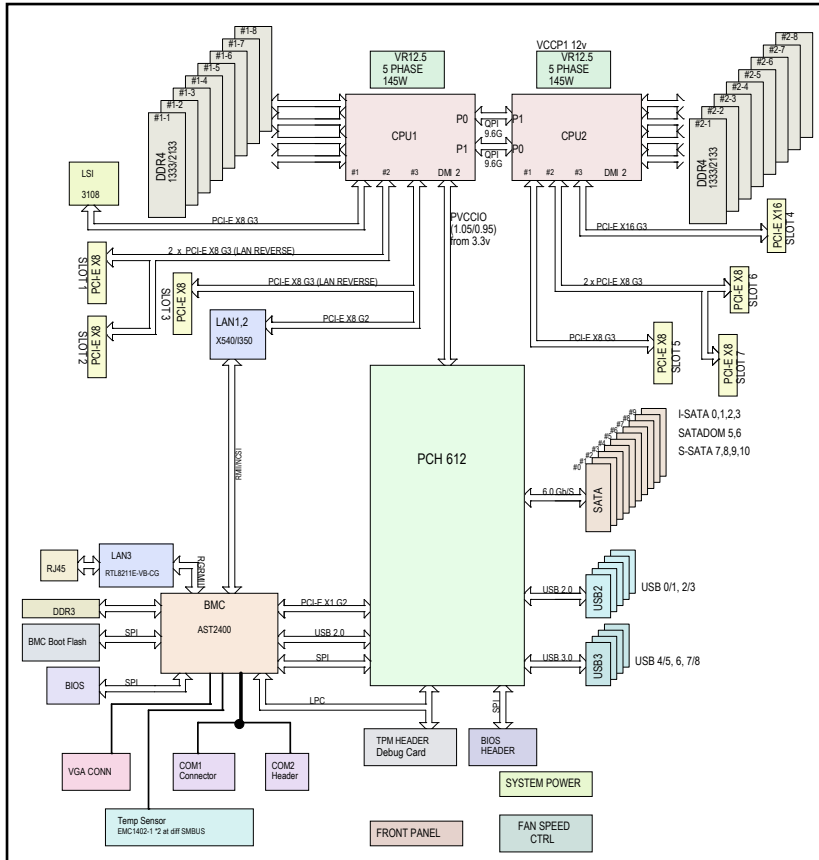 #1-8
#1-7
#1-6
#1-5
#1-4
#1-3
#1-2
#1-1
DDR4
1333/2133
VR12.5
5 PHASE
145W
VCCP1 12v
VR12.5
5 PHASE
145W
#2-8
#2-7
#2-6
#2-5
#2-4
#2-3
#2-2
#2-1
DDR4
1333/2133
CPU1
P0
P1
#1
#2
#3
DMI 2
QPI
9.6G
QPI
9.6G
P1
P0
CPU2
#1
#2
#3
DMI 2
LSI
3108
PCI-E X8 G3
PVCCIO
(1.05/0.95)
from 3.3v
PCI-E X16 G3
PCI-E X16
SLOT 4
2 x PCI-E X8 G3 (LAN REVERSE)
PCI-E X8
SLOT 1
PCI-E X8 G3 (LAN REVERSE)
PCI-E X8
SLOT 3
2 x PCI-E X8 G3
PCI-E X8
SLOT 6
PCI-E X8
SLOT 2
LAN1,2
X540/I350
PCI-E X8 G2
PCI-E X8 G3
PCI-E X8
SLOT 5
PCI-E X8
SLOT 7
RMII/NCSI
PCH 612
#9
#8
#7
#6
#5
#4
#3
#2
#1
#0
SATA
6.0 Gb/S
I-SATA 0,1,2,3
SATADOM 5,6
S-SATA 7,8,9,10
RJ45
LAN3
RTL8211E-VB-CG
RGRMII
DDR3
BMC
AST2400
PCI-E X1 G2
USB 2.0
USB2
USB 0/1, 2/3
BMC Boot Flash
SPI
USB 2.0
SPI
USB 3.0
USB3
USB 4/5, 6, 7/8
BIOS
SPI
LPC
SPI
VGA CONN
COM1
Connector
COM2
Header
TPM HEADER
Debug Card
BIOS
HEADER
SYSTEM POWER
Temp Sensor
EMC1402-1 *2 at diff SMBUS
FRONT PANEL
FAN SPEED
CTRL